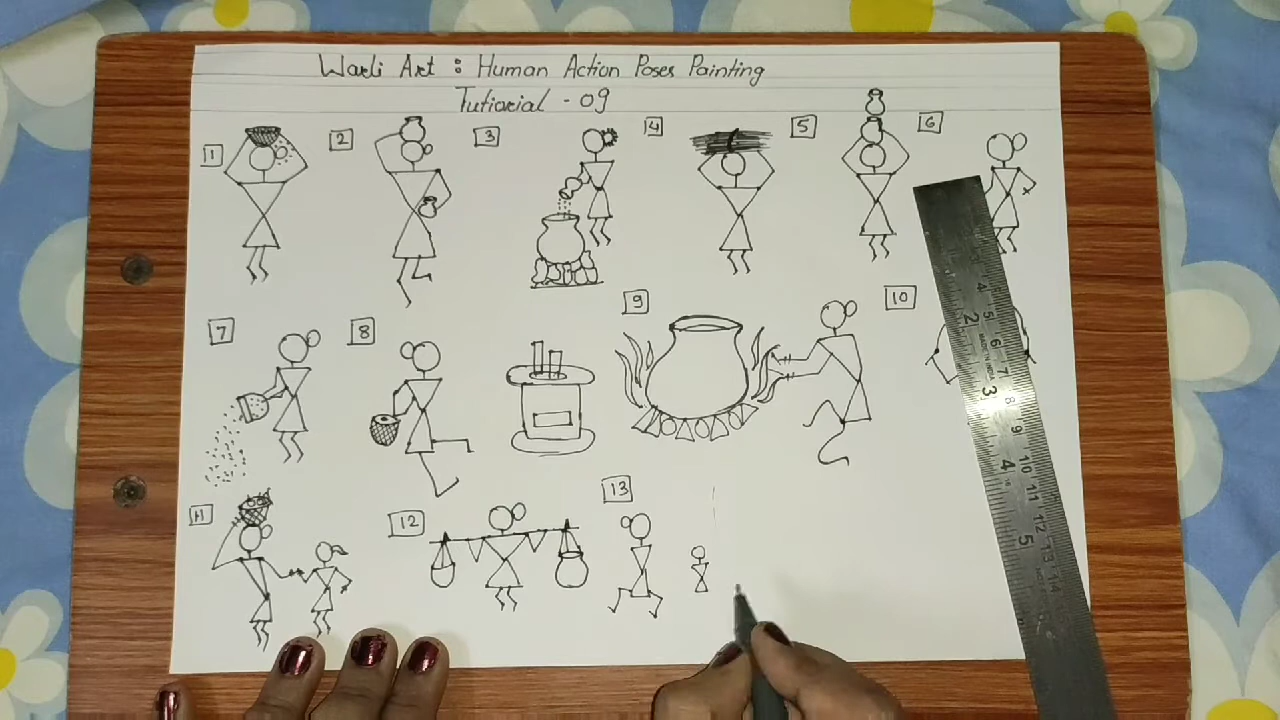 Warli Art : Human Action Poses Painting
Tutiorial - 09
1 2 3 4 5 6
7 8 9 10
11 12 13